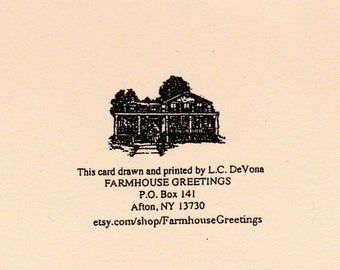 This card drawn and printed by L.C. DeVona
FARMHOUSE GREETINGS
P.O. Box 141
Afton, NY 13730
etsy.com/shop/FarmhouseGreetings